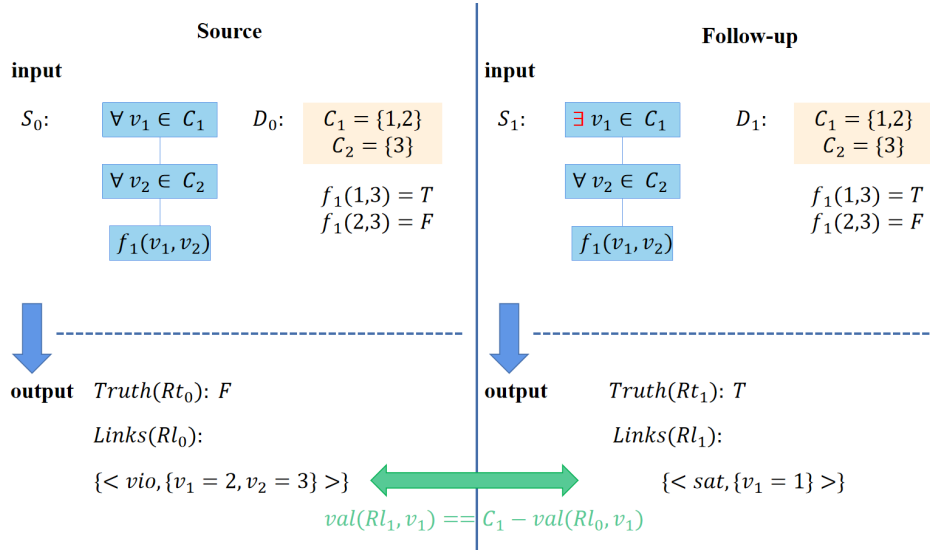 Source
input
S₀:
∀ v₁ ∈ C₁
∀ v₂ ∈ C₂
f₁(v₁, v₂)
D₀:
C₁ = {1,2}
C₂ = {3}
f₁(1,3) = T
f₁(2,3) = F
output
Truth(Rt₀): F
Links(Rl₀):
{< vio, {v₁ = 2, v₂ = 3} >}
Follow-up
input
S₁:
∃ v₁ ∈ C₁
∀ v₂ ∈ C₂
f₁(v₁, v₂)
D₁:
C₁ = {1,2}
C₂ = {3}
f₁(1,3) = T
f₁(2,3) = F
output
Truth(Rt₁): T
Links(Rl₁):
{< sat, {v₁ = 1} >}
val(Rl₁, v₁) == C₁ − val(Rl₀, v₁)